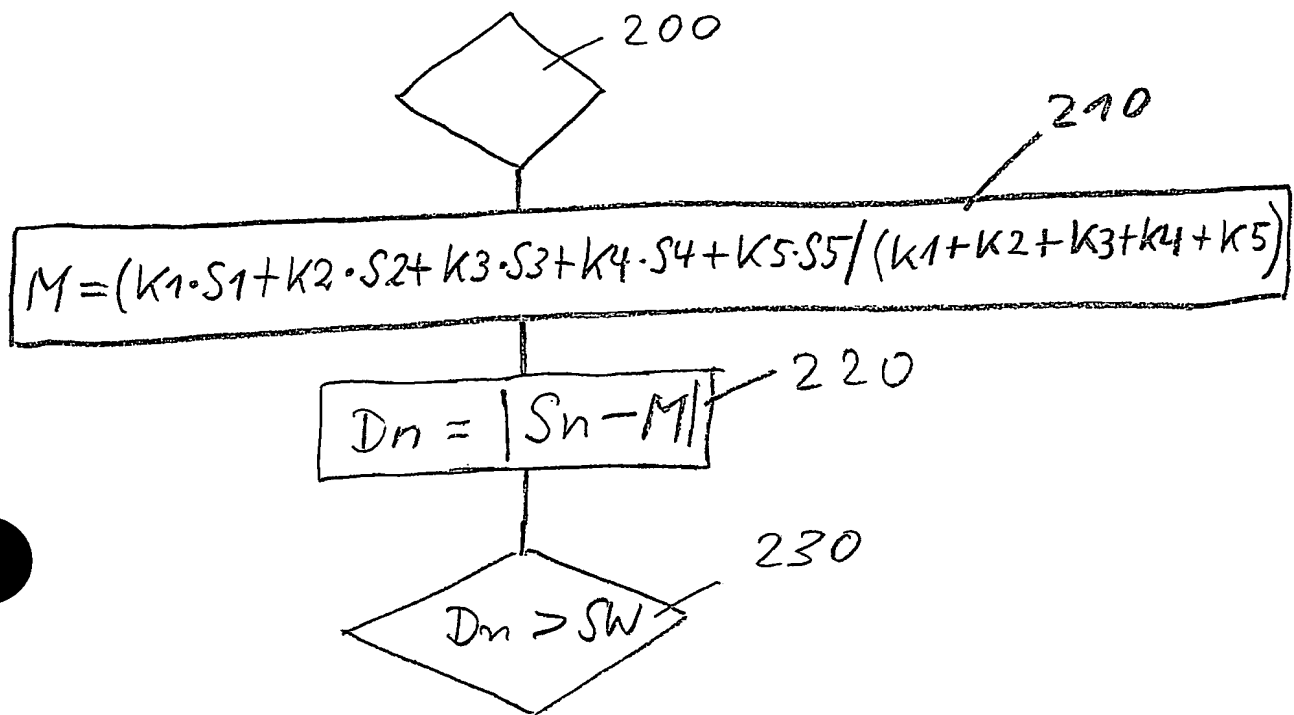 200
210
M=(K1·S1+K2·S2+K3·S3+K4·S4+K5·S5/(K1+K2+K3+K4+K5)
220
Dn = |Sn-M|
230
Dn > SW